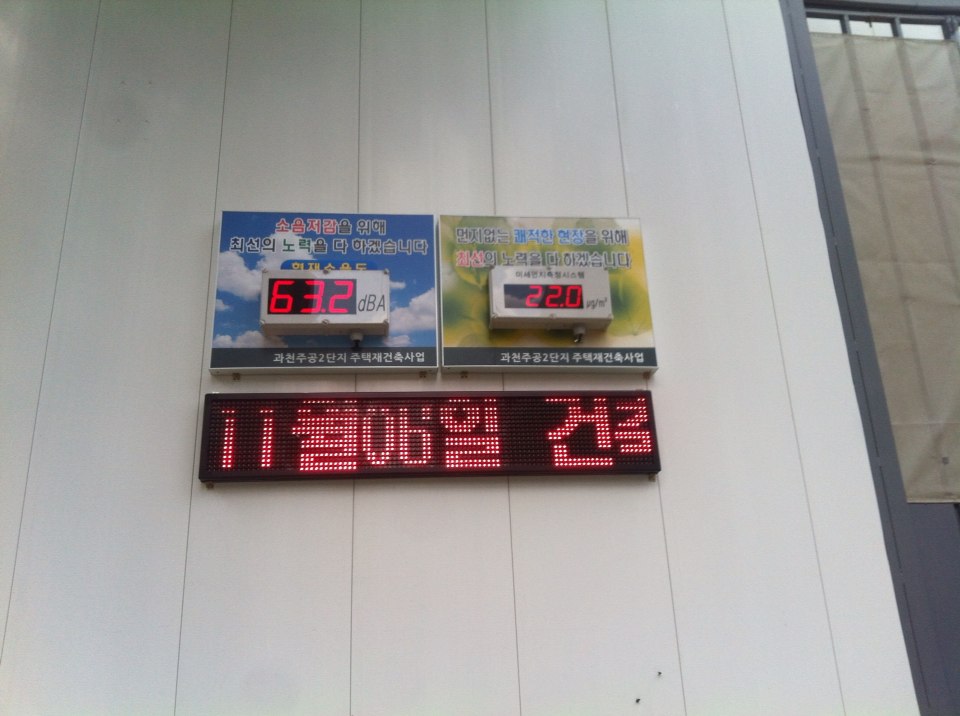 소음저감을 위해
최선의 노력을 다 하겠습니다
63.2 dBA
과천주공2단지 주택재건축사업
먼지없는 쾌적한 현장을 위해
최선의 노력을 다 하겠습니다
미세먼지측정시스템
22.0 µg/m³
과천주공2단지 주택재건축사업
11월06일 건